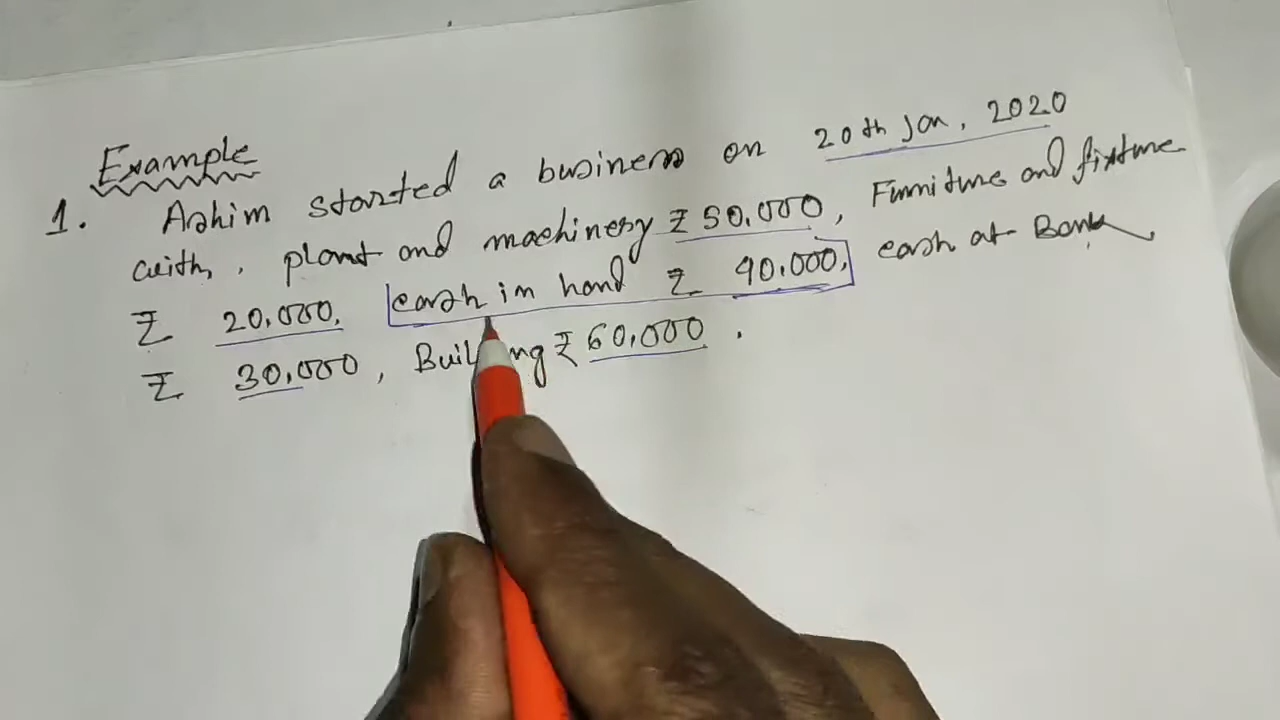 Example
1. Ashim started a business on 20th Jan, 2020
with, plant and machinery ₹ 50,000, Furniture and fixture
₹ 20,000, cash in hand ₹ 40,000, cash at Bank
₹ 30,000, Building ₹ 60,000.